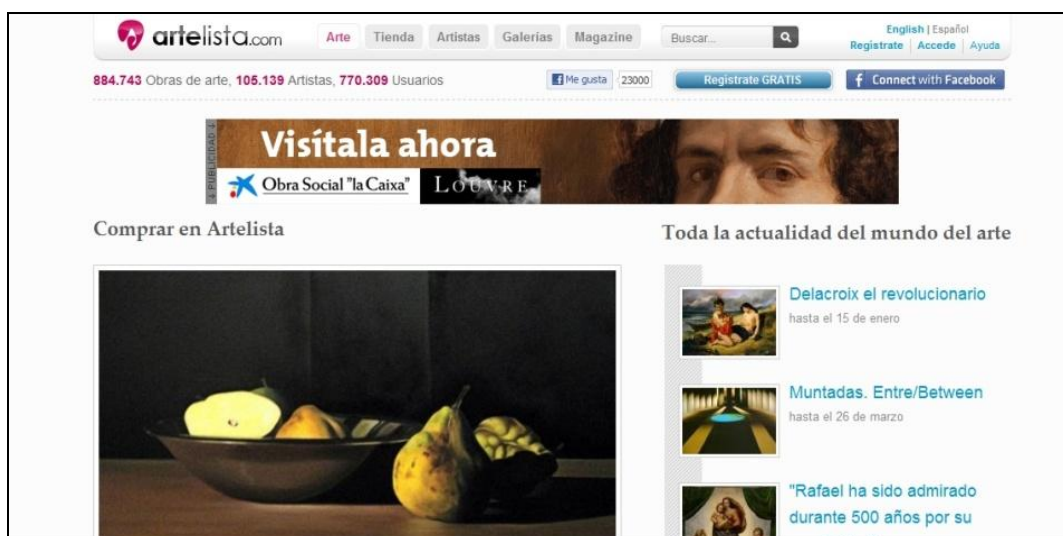 artelista.com
Arte Tienda Artistas Galerias Magazine
Buscar...
English | Español
Registrate Accede Ayuda
884.743 Obras de arte, 105.139 Artistas, 770.309 Usuarios
Me gusta 23000
Registrate GRATIS
f Connect with Facebook
↓ PUBLICIDAD ↓
Visítala ahora
Obra Social "la Caixa" LOUVRE
Comprar en Artelista
Toda la actualidad del mundo del arte
Delacroix el revolucionario
hasta el 15 de enero
Muntadas. Entre/Between
hasta el 26 de marzo
"Rafael ha sido admirado
durante 500 años por su